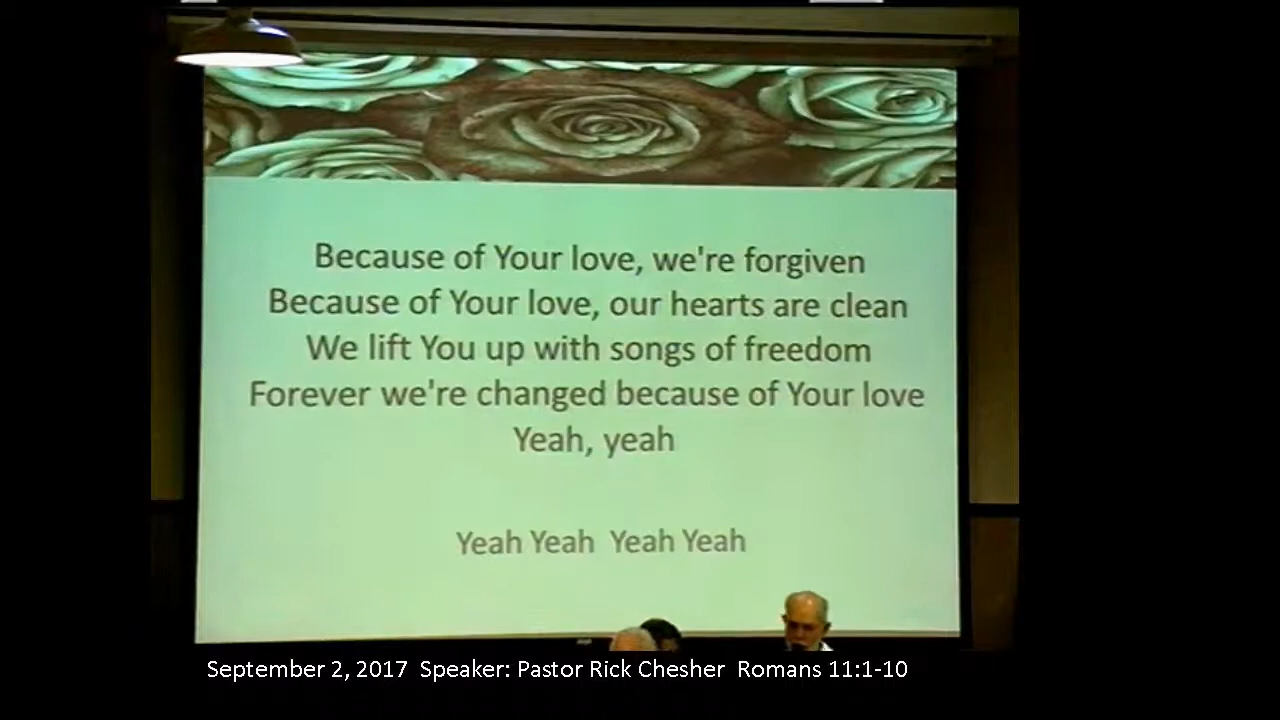 Because of Your love, we're forgiven
Because of Your love, our hearts are clean
We lift You up with songs of freedom
Forever we're changed because of Your love
Yeah, yeah
Yeah Yeah  Yeah Yeah
September 2, 2017  Speaker: Pastor Rick Chesher  Romans 11:1-10